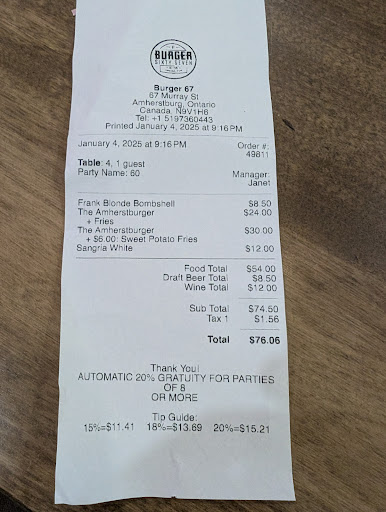 BURGER
SIXTY SEVEN
Burger 67
67 Murray St
Amherstburg, Ontario
Canada, N9V1H6
Tel: +1 5197360443
Printed January 4, 2025 at 9:16 PM
January 4, 2025 at 9:16 PM Order #:
49811
Table: 4, 1 guest
Party Name: 60 Manager:
Janet
Frank Blonde Bombshell $8.50
The Amherstburger $24.00
+ Fries
The Amherstburger $30.00
+ $6.00: Sweet Potato Fries
Sangria White $12.00
Food Total $54.00
Draft Beer Total $8.50
Wine Total $12.00
Sub Total $74.50
Tax 1 $1.56
Total $76.06
Thank You!
AUTOMATIC 20% GRATUITY FOR PARTIES
OF 8
OR MORE
Tip Guide:
15%=$11.41 18%=$13.69 20%=$15.21